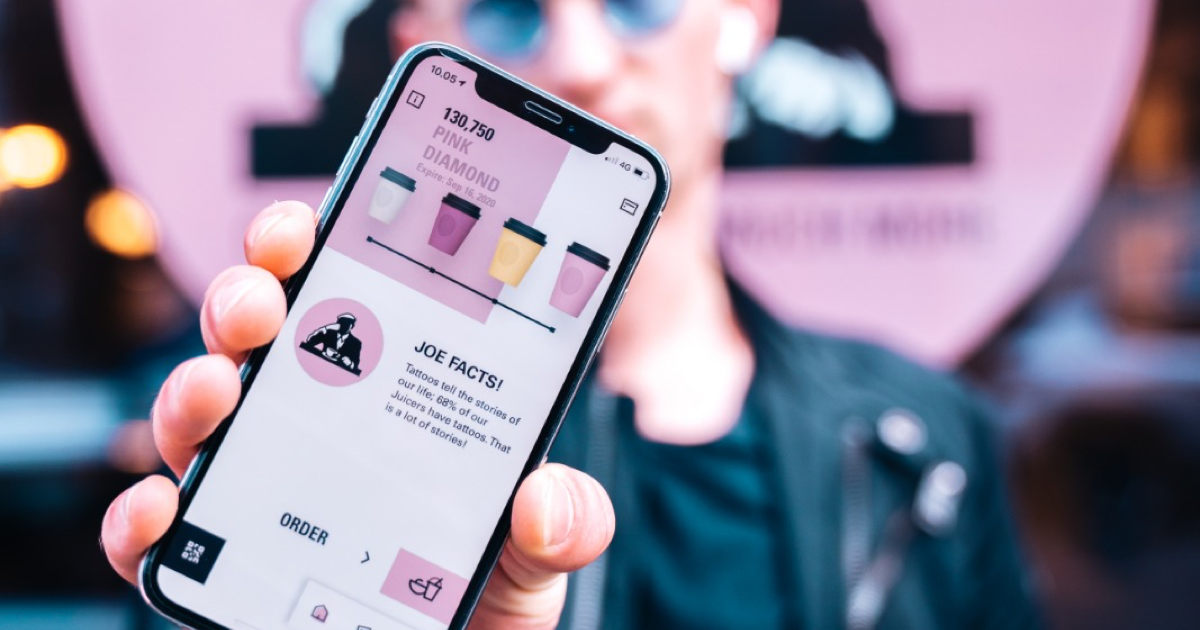 10.05
4G
130,750
PINK
DIAMOND
Expire: Sep 16, 2020
JOE FACTS!
Tattoos tell the stories of
our life; 68% of our
Juicers have tattoos. That
is a lot of stories!
ORDER